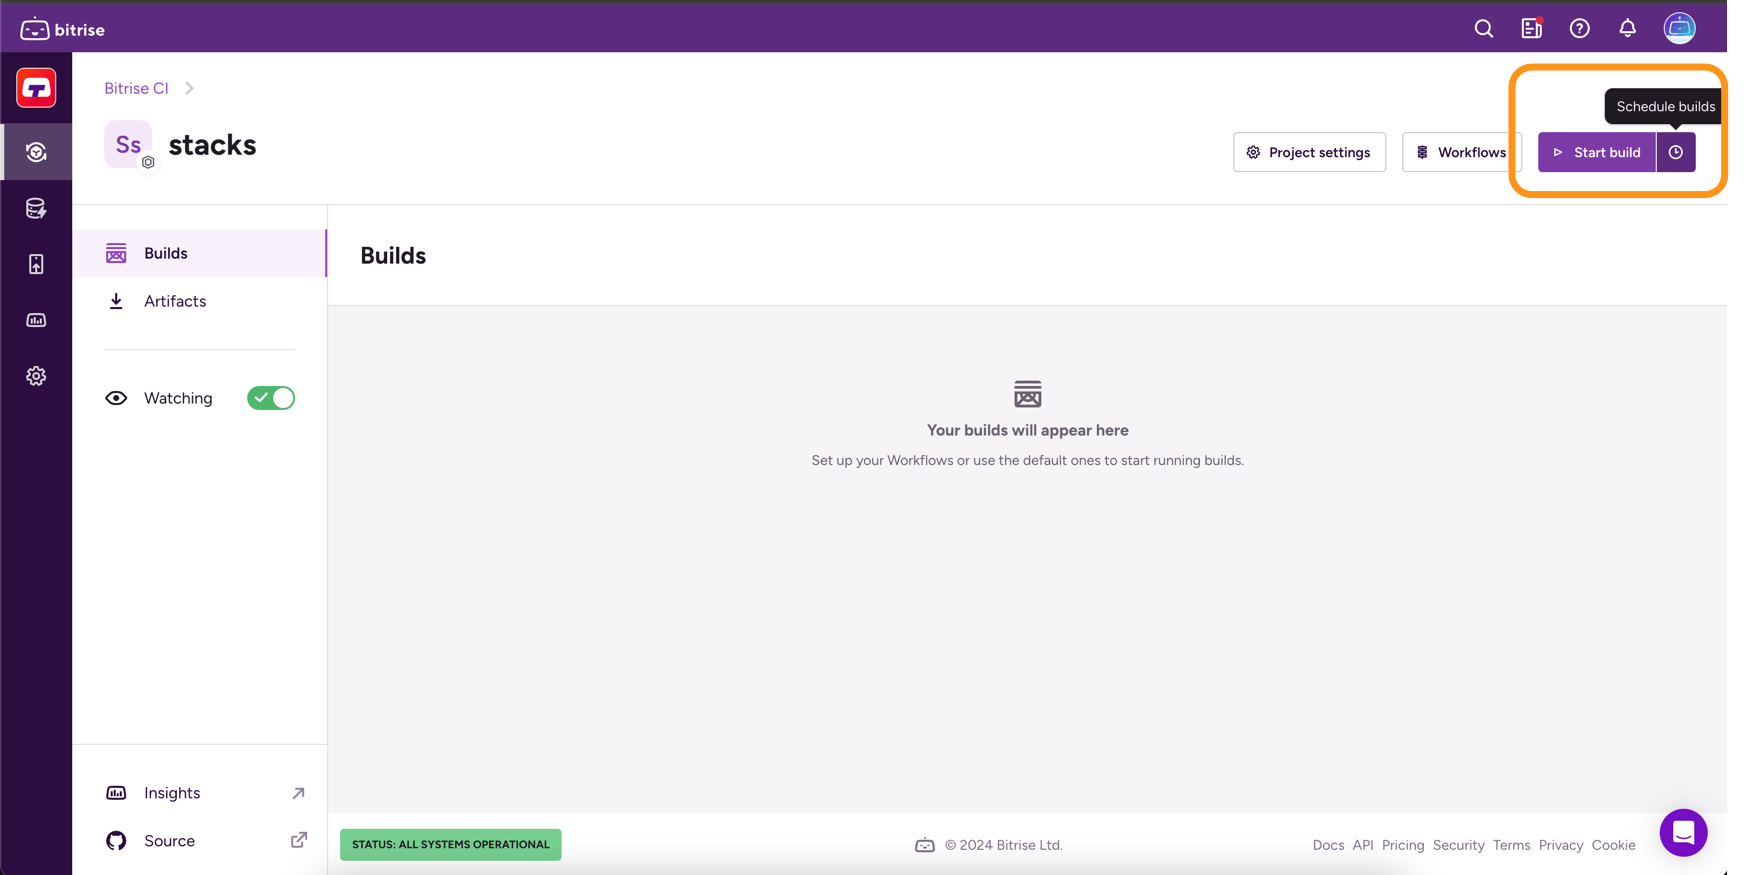 bitrise
Bitrise CI
Schedule builds
Ss
stacks
Project settings
Workflows
Start build
Builds
Artifacts
Watching
Builds
Your builds will appear here
Set up your Workflows or use the default ones to start running builds.
Insights
Source
STATUS: ALL SYSTEMS OPERATIONAL
© 2024 Bitrise Ltd.
Docs API Pricing Security Terms Privacy Cookie